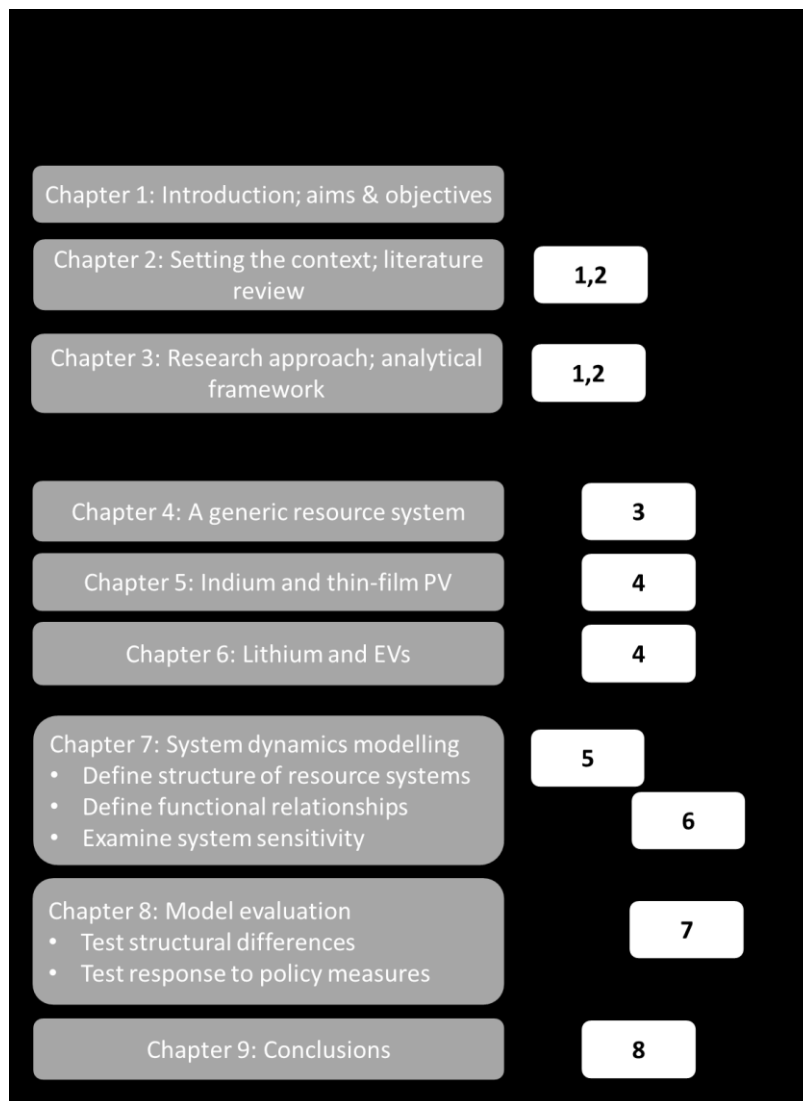 Chapter 1: Introduction; aims & objectives
Chapter 2: Setting the context; literature
review
1,2
Chapter 3: Research approach; analytical
framework
1,2
Chapter 4: A generic resource system
3
Chapter 5: Indium and thin-film PV
4
Chapter 6: Lithium and EVs
4
Chapter 7: System dynamics modelling
• Define structure of resource systems
• Define functional relationships
• Examine system sensitivity
5
6
Chapter 8: Model evaluation
• Test structural differences
• Test response to policy measures
7
Chapter 9: Conclusions
8